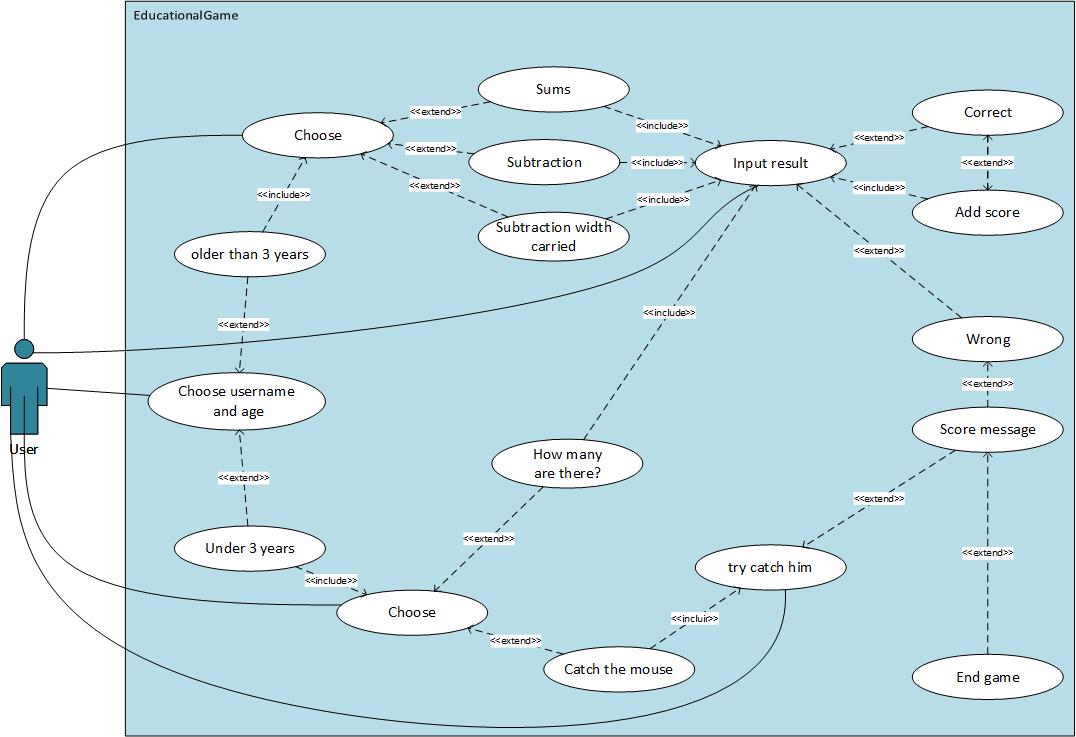 EducationalGame
Sums
<<extend>>
Correct
<<include>>
Choose
<<extend>>
<<extend>>
Subtraction
<<include>>
Input result
<<extend>>
<<extend>>
<<include>>
<<include>>
<<include>>
Add score
older than 3 years
Subtraction width
carried
<<extend>>
<<include>>
<<extend>>
Wrong
Choose username
and age
<<extend>>
Score message
User
How many
are there?
<<extend>>
<<extend>>
<<extend>>
Under 3 years
<<extend>>
try catch him
<<include>>
Choose
<<incluir>>
<<extend>>
Catch the mouse
End game